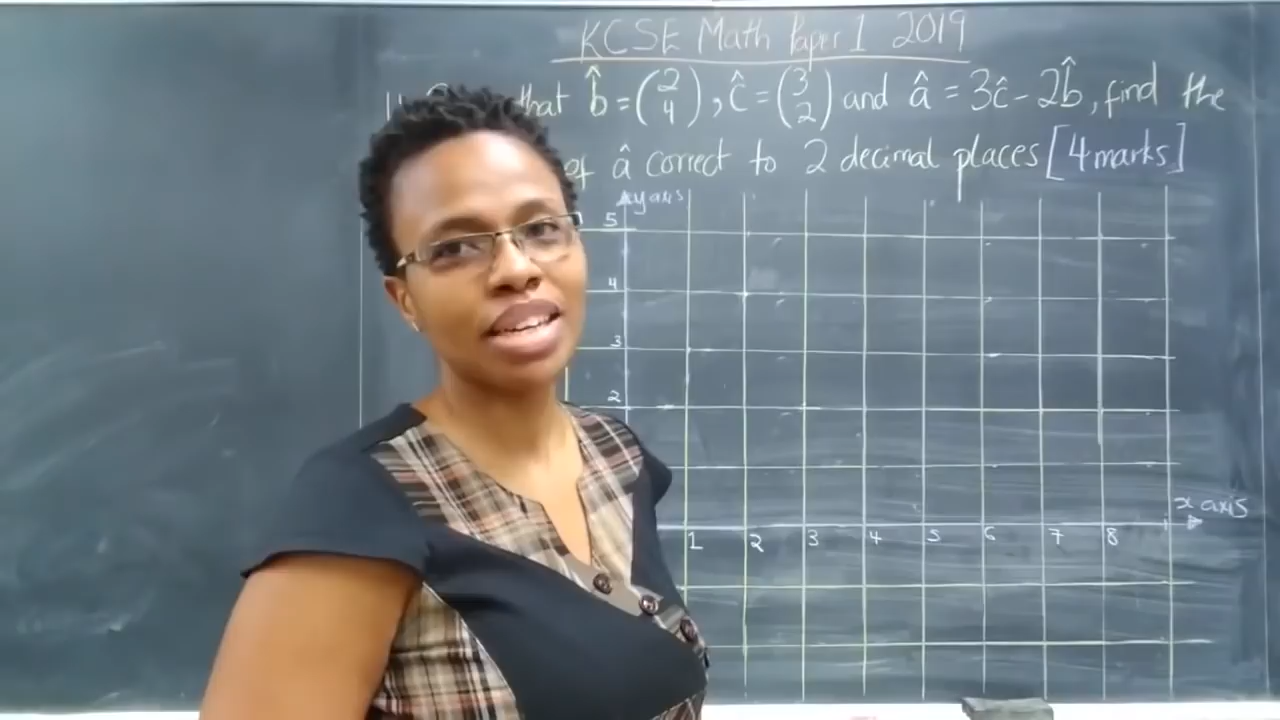 KCSE Math Paper 1 2019
that b̂ = (2 4), ĉ = (3 2) and â = 3ĉ - 2b̂, find the
of â correct to 2 decimal places [4 marks]
y axis
5
4
3
2
x axis
1 2 3 4 5 6 7 8